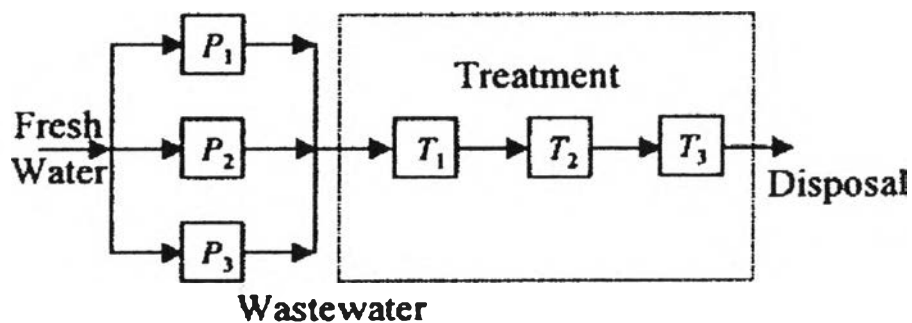 P1
Treatment
Fresh
Water
P2
T1
T2
T3
Disposal
P3
Wastewater